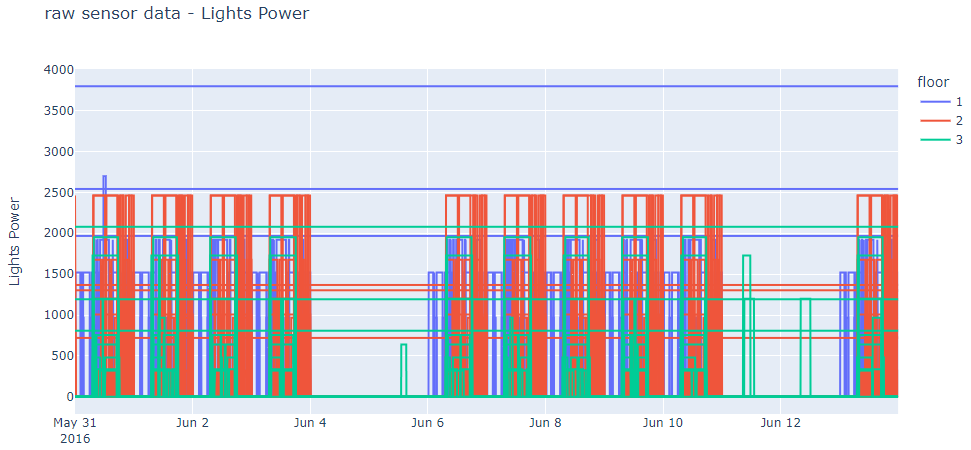 raw sensor data - Lights Power
4000
3500
3000
2500
2000
1500
1000
500
0
Lights Power
May 31
2016
Jun 2
Jun 4
Jun 6
Jun 8
Jun 10
Jun 12
floor
1
2
3